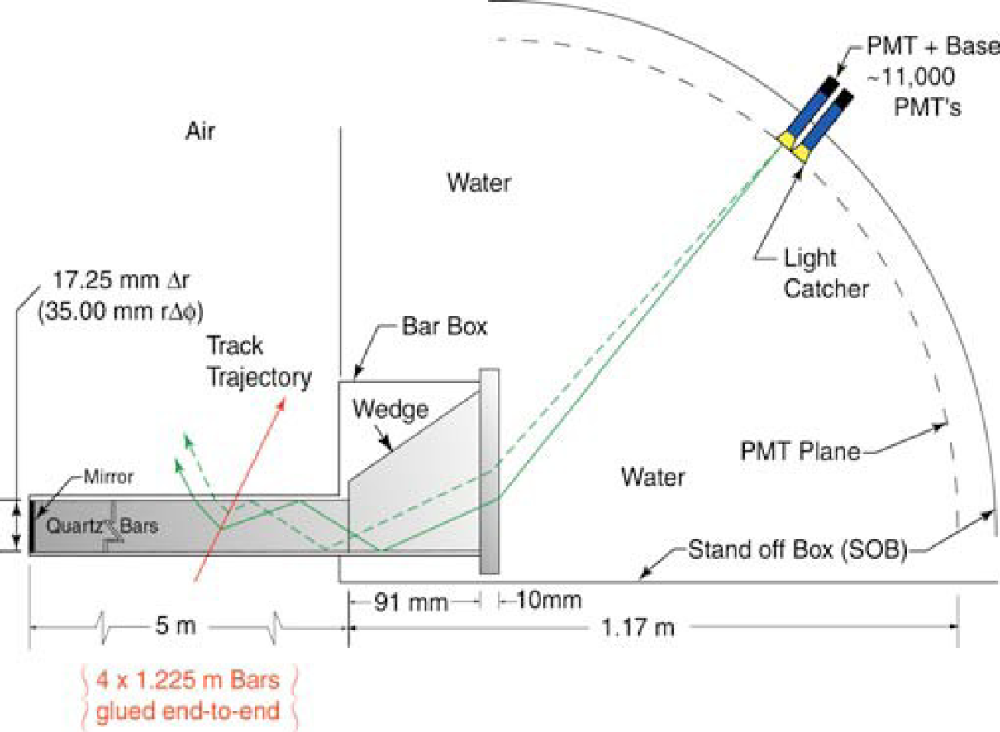 PMT + Base
~11,000
PMT's
Air
Water
17.25 mm Δr
(35.00 mm rΔϕ)
Light
Catcher
Bar Box
Track
Trajectory
Wedge
PMT Plane
Mirror
Water
Quartz Bars
Stand off Box (SOB)
91 mm
10mm
5 m
1.17 m
4 x 1.225 m Bars
glued end-to-end